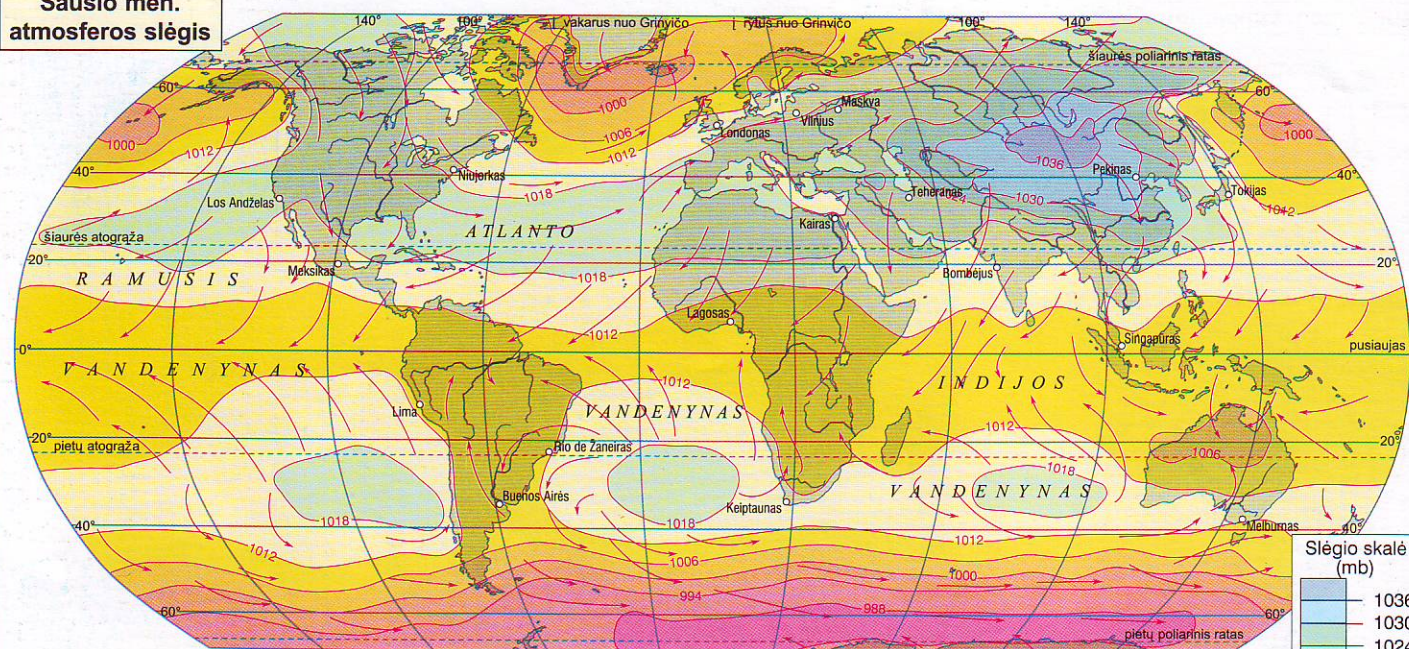 Sausio mėn.
atmosferos slėgis
140°
100°
vakarus nuo Grinvičo
rytus nuo Grinvičo
100°
140°
šiaurės poliarinis ratas
60°
60°
1000
1000
1000
1006
1012
1012
1012
Londonas
Vilnius
Maskva
1036
Pekinas
40°
40°
Niujorkas
1018
Teheranas
1024
1030
Tokijas
Los Andželas
Kairas
šiaurės atogrąža
ATLANTO
20°
20°
Meksikas
1018
Bombėjus
RAMUSIS
Lagosas
1012
Singapūras
0°
pusiaujas
VANDENYNAS
1012
INDIJOS
Lima
VANDENYNAS
1012
20°
20°
pietų atogrąža
Rio de Žaneiras
1006
1018
Buenos Airės
VANDENYNAS
Keiptaunas
1018
1018
40°
40°
Melburnas
1012
1012
1006
1000
994
988
60°
60°
pietų poliarinis ratas
Slėgio skalė
(mb)
1036
1030
1024